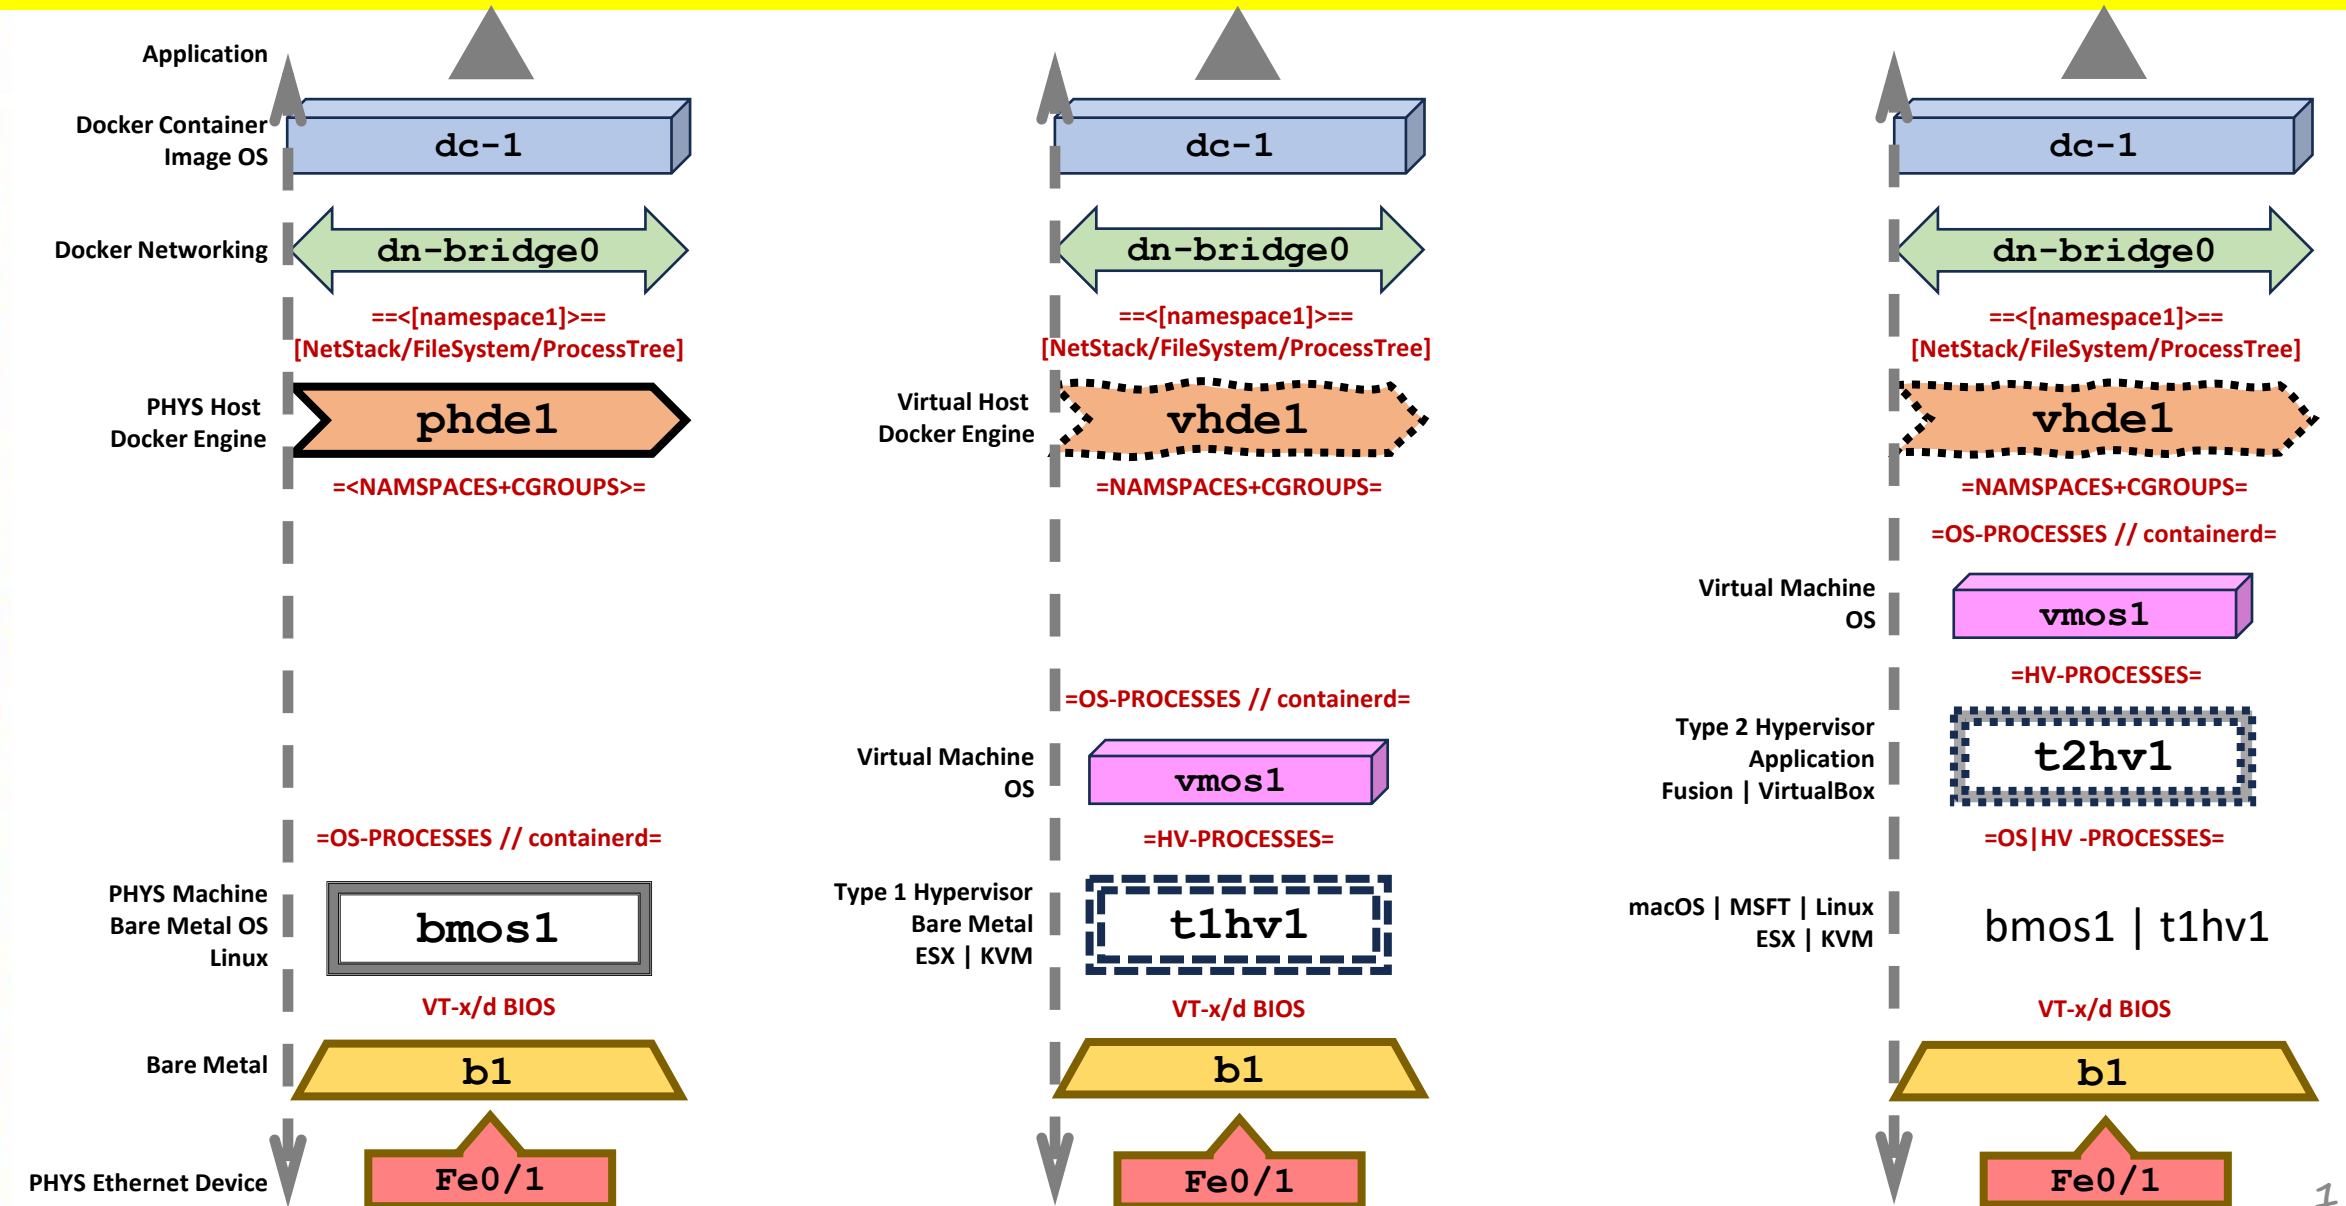 Application
Docker Container
Image OS
dc-1
Docker Networking
dn-bridge0
==<[namespace1]>==
[NetStack/FileSystem/ProcessTree]
PHYS Host
Docker Engine
phde1
=<NAMSPACES+CGROUPS>=
=OS-PROCESSES // containerd=
PHYS Machine
Bare Metal OS
Linux
bmos1
VT-x/d BIOS
Bare Metal
b1
PHYS Ethernet Device
Fe0/1
dc-1
dn-bridge0
==<[namespace1]>==
[NetStack/FileSystem/ProcessTree]
Virtual Host
Docker Engine
vhde1
=NAMSPACES+CGROUPS=
=OS-PROCESSES // containerd=
Virtual Machine
OS
vmos1
=HV-PROCESSES=
Type 1 Hypervisor
Bare Metal
ESX | KVM
t1hv1
VT-x/d BIOS
b1
Fe0/1
dc-1
dn-bridge0
==<[namespace1]>==
[NetStack/FileSystem/ProcessTree]
vhde1
=NAMSPACES+CGROUPS=
=OS-PROCESSES // containerd=
Virtual Machine
OS
vmos1
=HV-PROCESSES=
Type 2 Hypervisor
Application
Fusion | VirtualBox
t2hv1
=OS|HV -PROCESSES=
macOS | MSFT | Linux
ESX | KVM
bmos1 | t1hv1
VT-x/d BIOS
b1
Fe0/1
1